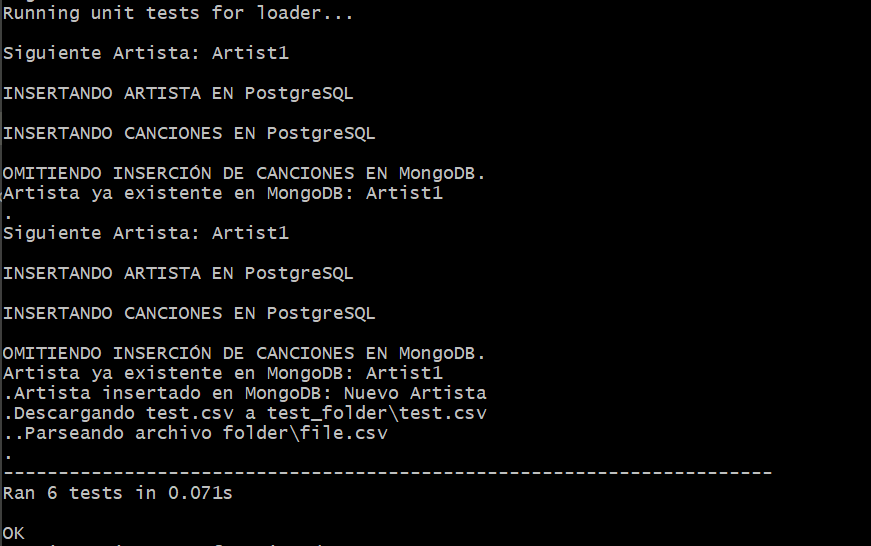 Running unit tests for loader...
Siguiente Artista: Artist1
INSERTANDO ARTISTA EN PostgreSQL
INSERTANDO CANCIONES EN PostgreSQL
OMITIENDO INSERCIÓN DE CANCIONES EN MongoDB.
Artista ya existente en MongoDB: Artist1
.
Siguiente Artista: Artist1
INSERTANDO ARTISTA EN PostgreSQL
INSERTANDO CANCIONES EN PostgreSQL
OMITIENDO INSERCIÓN DE CANCIONES EN MongoDB.
Artista ya existente en MongoDB: Artist1
.Artista insertado en MongoDB: Nuevo Artista
.Descargando test.csv a test_folder\test.csv
..Parseando archivo folder\file.csv
.
----------------------------------------------------------------------
Ran 6 tests in 0.071s
OK